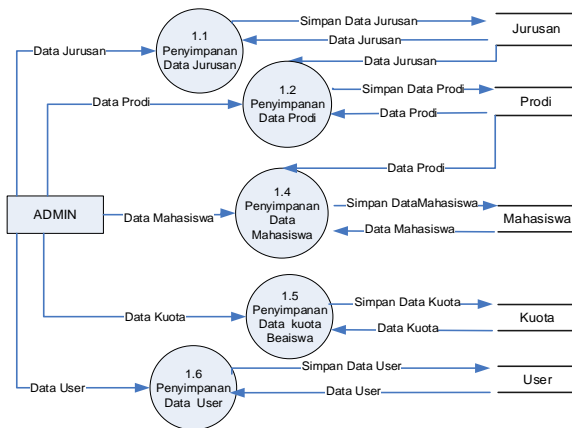 1.1
Penyimpanan
Data Jurusan
Simpan Data Jurusan
Data Jurusan
Jurusan
Data Jurusan
Data Jurusan
1.2
Penyimpanan
Data Prodi
Simpan Data Prodi
Data Prodi
Prodi
Data Prodi
Data Prodi
1.4
Penyimpanan
Data
Mahasiswa
Simpan DataMahasiswa
ADMIN
Data Mahasiswa
Data Mahasiswa
Mahasiswa
1.5
Penyimpanan
Data kuota
Beaiswa
Simpan Data Kuota
Data Kuota
Data Kuota
Kuota
1.6
Penyimpanan
Data User
Simpan Data User
Data User
Data User
User